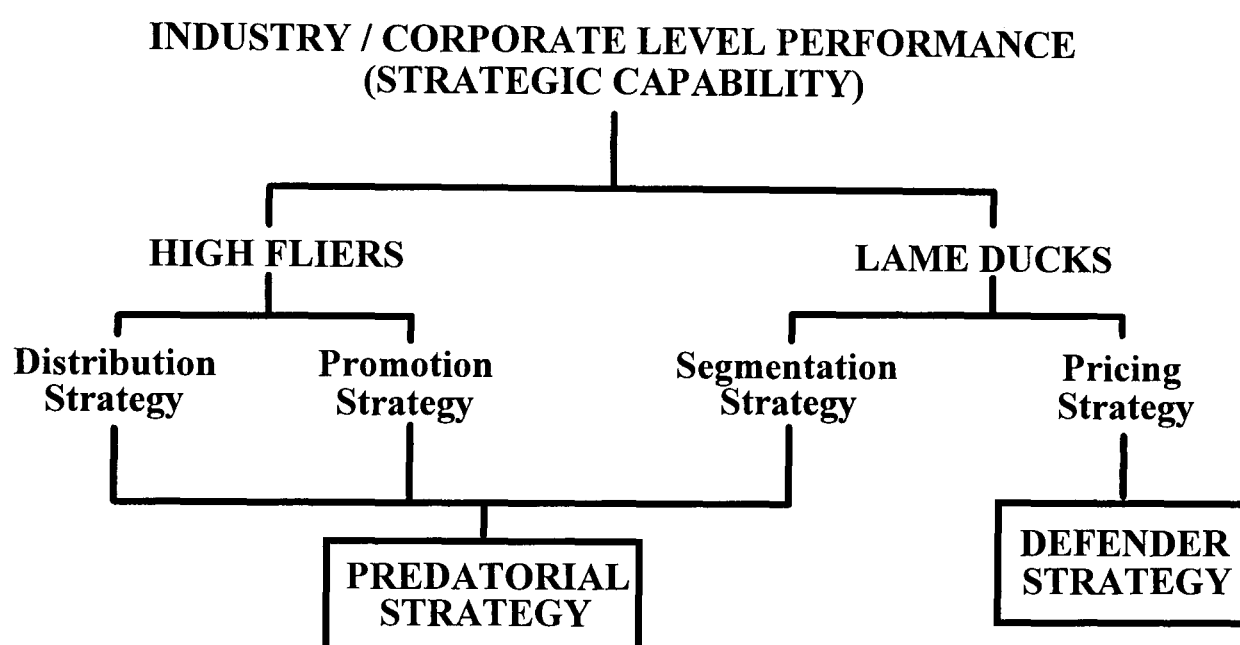 INDUSTRY / CORPORATE LEVEL PERFORMANCE
(STRATEGIC CAPABILITY)
HIGH FLIERS
LAME DUCKS
Distribution
Strategy
Promotion
Strategy
Segmentation
Strategy
Pricing
Strategy
PREDATORIAL
STRATEGY
DEFENDER
STRATEGY